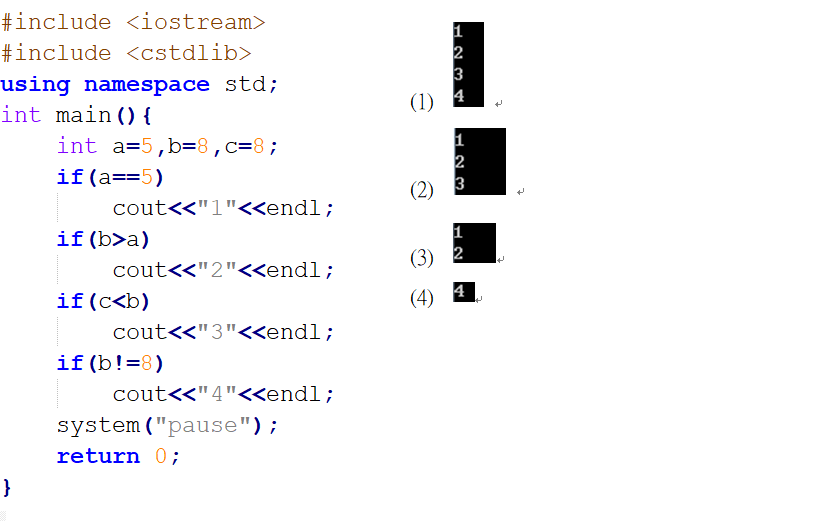 #include <iostream>
#include <cstdlib>
using namespace std;
int main(){
    int a=5,b=8,c=8;
    if(a==5)
        cout<<"1"<<endl;
    if(b>a)
        cout<<"2"<<endl;
    if(c<b)
        cout<<"3"<<endl;
    if(b!=8)
        cout<<"4"<<endl;
    system("pause");
    return 0;
}
(1)
1
2
3
4
(2)
1
2
3
(3)
1
2
(4)
4